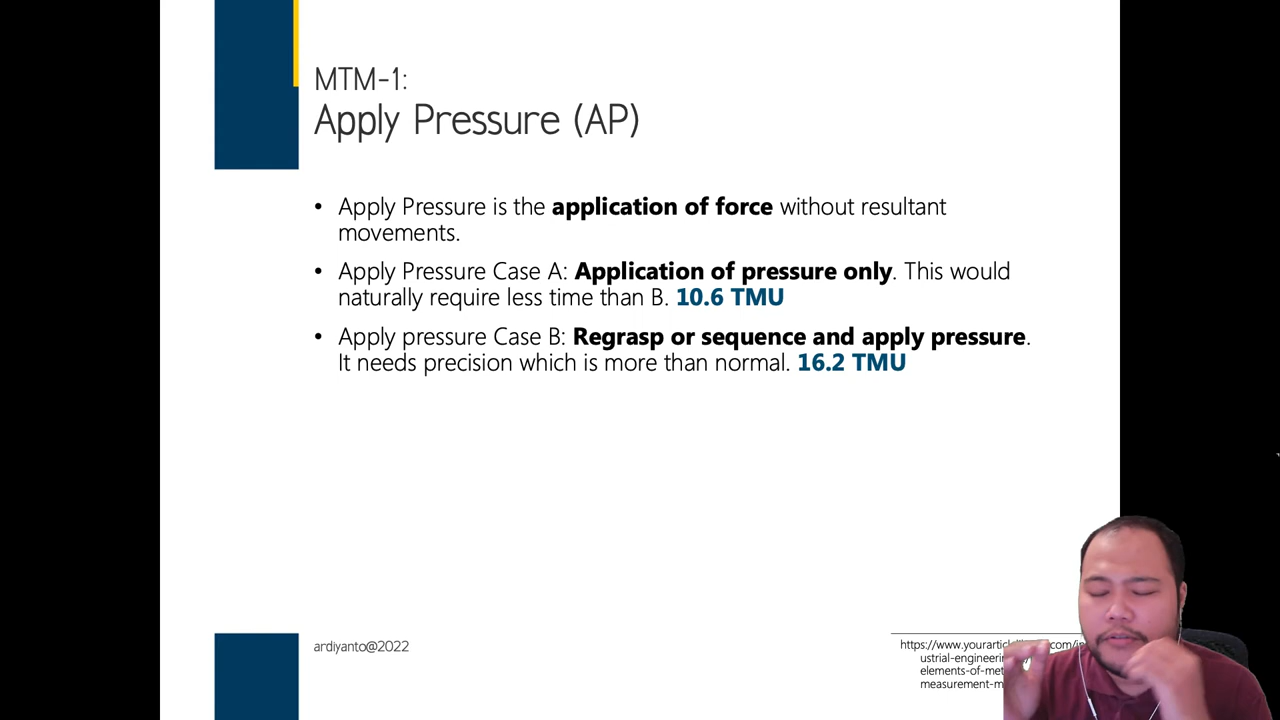 MTM-1:
Apply Pressure (AP)
• Apply Pressure is the application of force without resultant
movements.
• Apply Pressure Case A: Application of pressure only. This would
naturally require less time than B. 10.6 TMU
• Apply pressure Case B: Regrasp or sequence and apply pressure.
It needs precision which is more than normal. 16.2 TMU
ardiyanto@2022
https://www.yourarticle
ustrial-engineering
elements-of-met
measurement-m